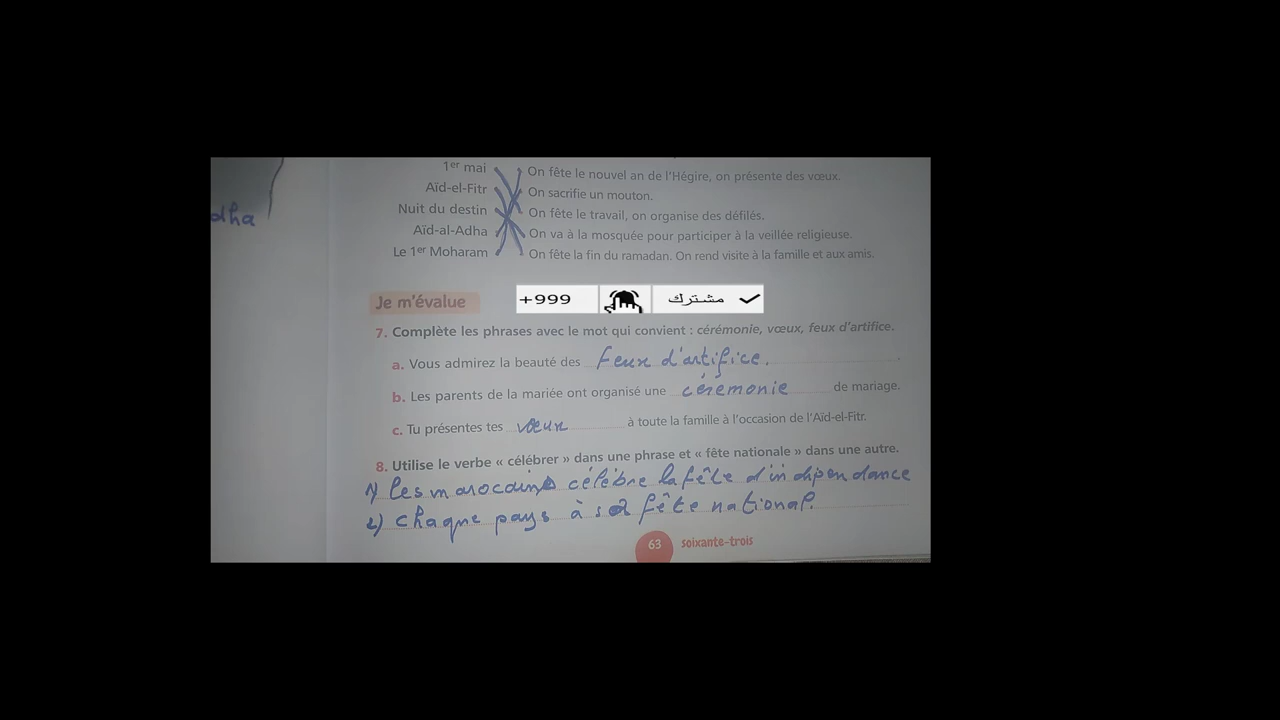 dha
1er mai
On fête le nouvel an de l'Hégire, on présente des vœux.
Aïd-el-Fitr
On sacrifie un mouton.
Nuit du destin
On fête le travail, on organise des défilés.
Aïd-al-Adha
On va à la mosquée pour participer à la veillée religieuse.
Le 1er Moharam
On fête la fin du ramadan. On rend visite à la famille et aux amis.
+999
مشترك
Je m'évalue
7. Complète les phrases avec le mot qui convient : cérémonie, vœux, feux d'artifice.
a. Vous admirez la beauté des feux d'artifice.
b. Les parents de la mariée ont organisé une cérémonie de mariage.
c. Tu présentes tes vœux à toute la famille à l'occasion de l'Aïd-el-Fitr.
8. Utilise le verbe « célébrer » dans une phrase et « fête nationale » dans une autre.
1) les marocains célèbre la fête d'indipendance
2) chaque pays à sa fête national.
63 soixante-trois